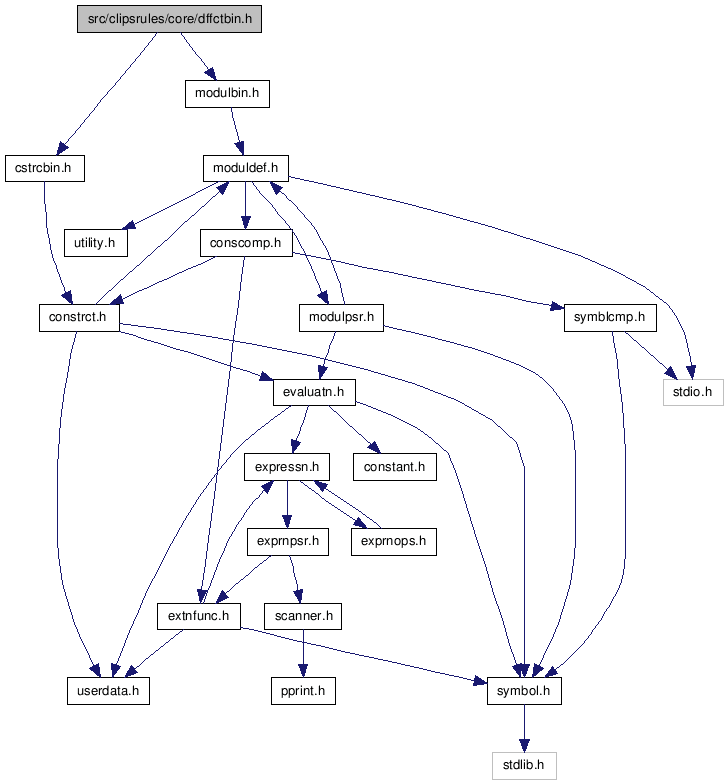 src/clipsrules/core/dffctbin.h
modulbin.h
cstrcbin.h
moduldef.h
utility.h
conscomp.h
constrct.h
modulpsr.h
symblcmp.h
evaluatn.h
stdio.h
expressn.h
constant.h
exprnpsr.h
exprnops.h
extnfunc.h
scanner.h
userdata.h
pprint.h
symbol.h
stdlib.h